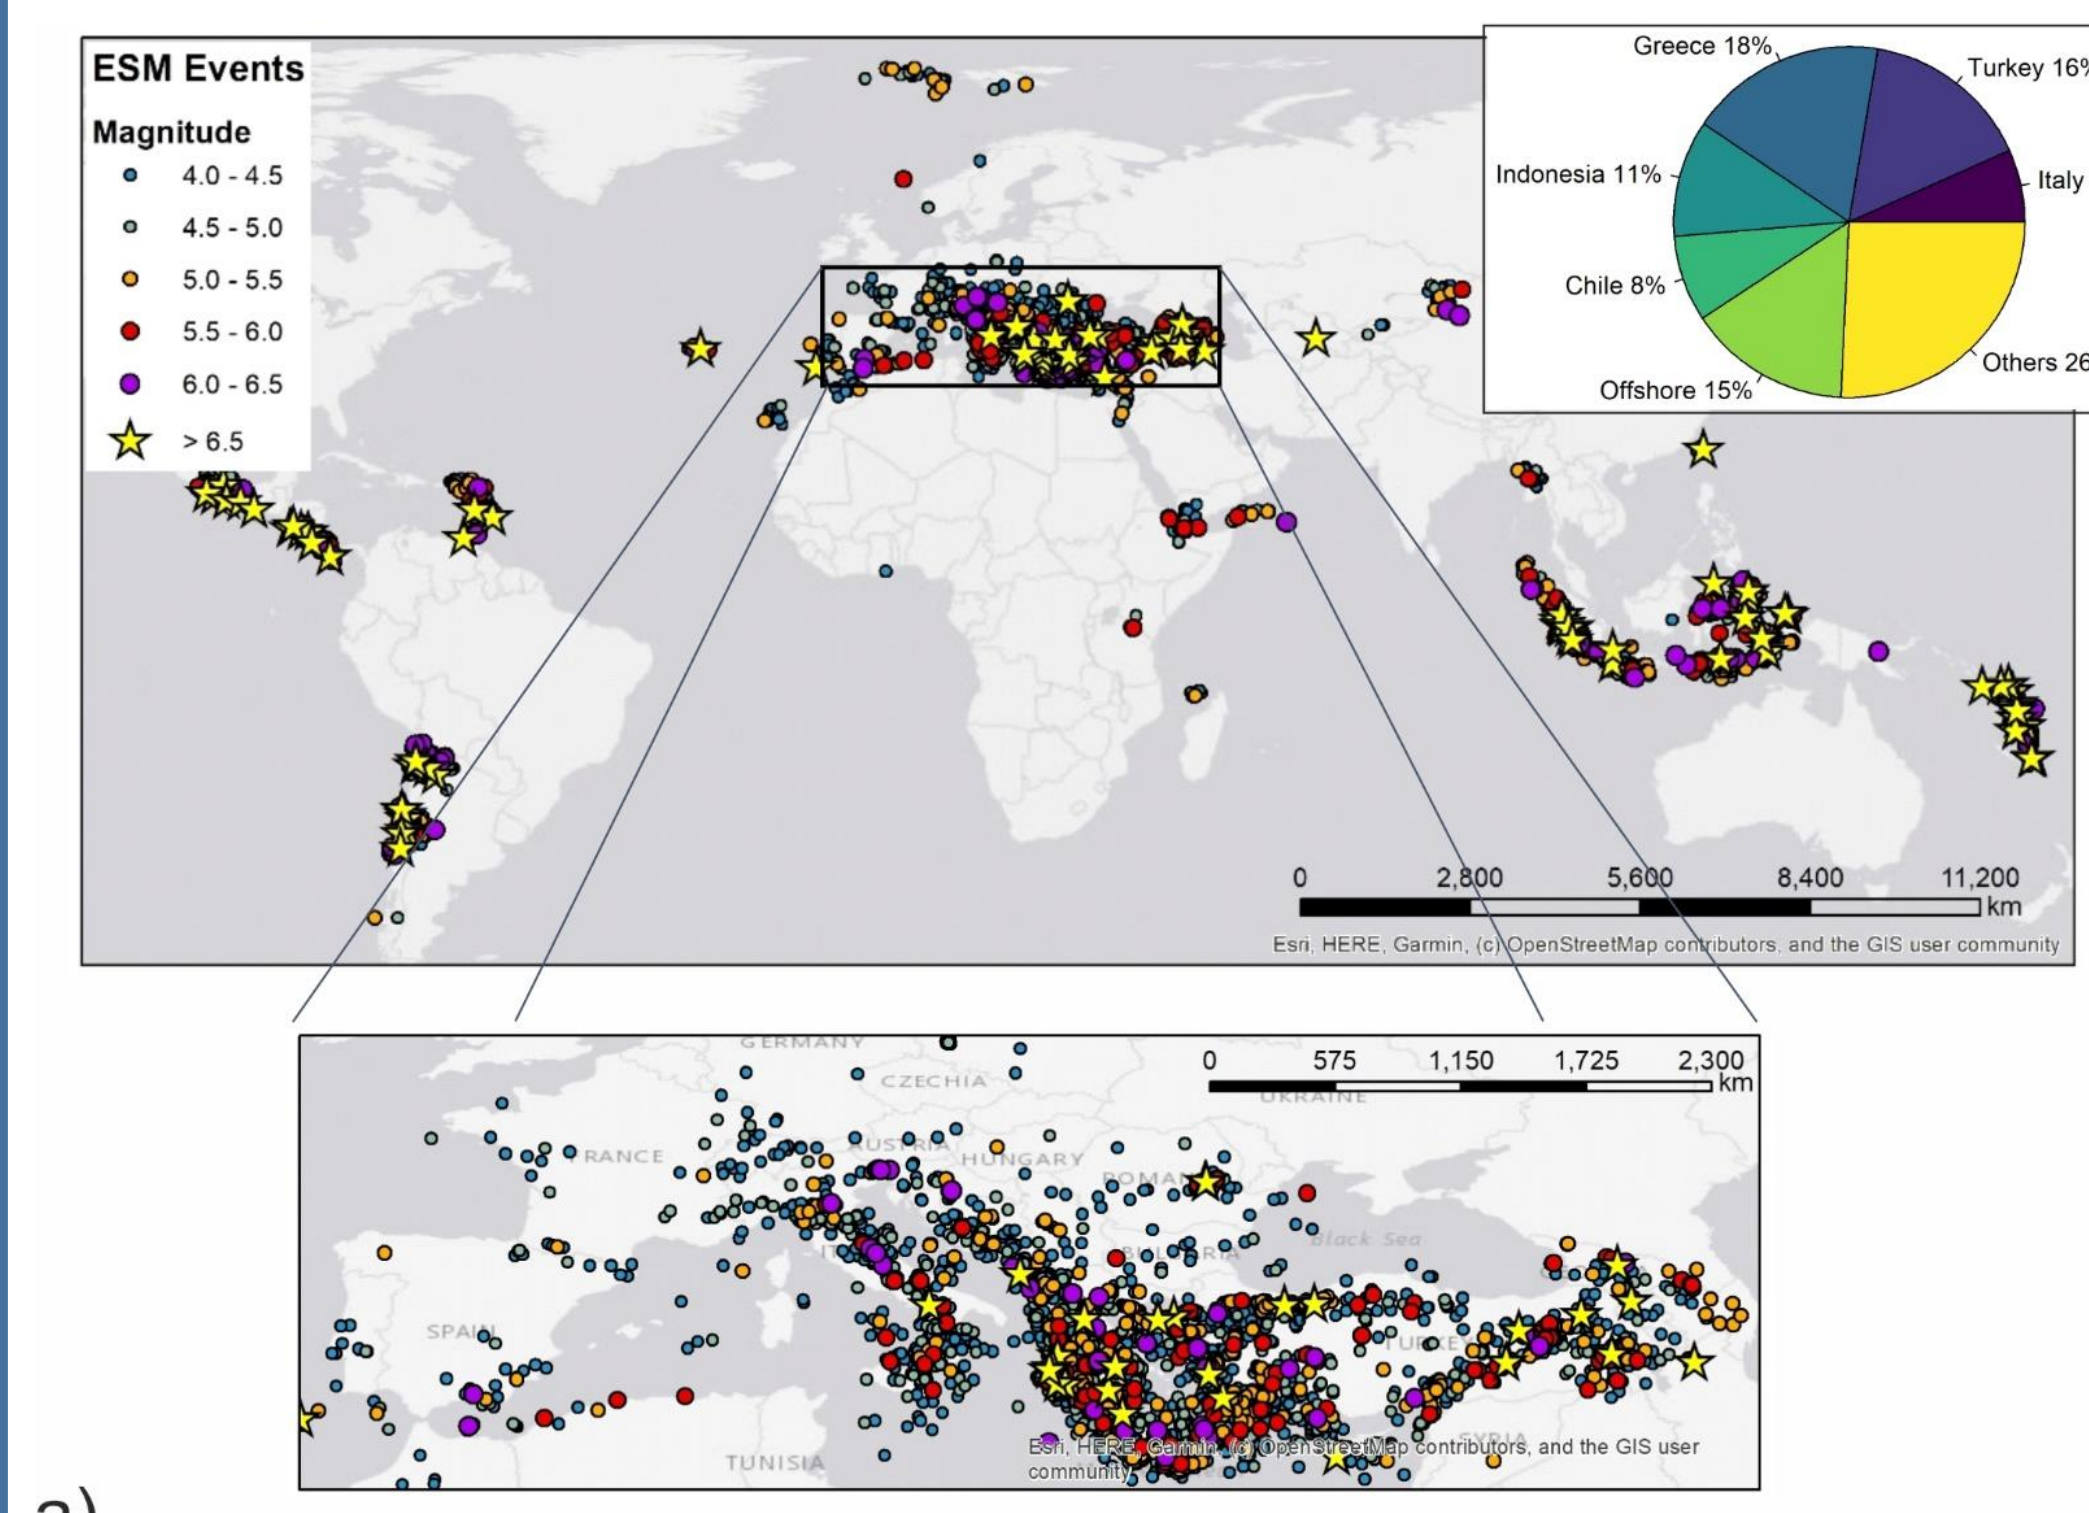 ESM Events
Magnitude
4.0 - 4.5
4.5 - 5.0
5.0 - 5.5
5.5 - 6.0
6.0 - 6.5
> 6.5
Greece 18%
Turkey 16%
Indonesia 11%
Italy
Chile 8%
Others 26
Offshore 15%
0 2,800 5,600 8,400 11,200
km
Esri, HERE, Garmin, (c) OpenStreetMap contributors, and the GIS user community
GERMANY
0 575 1,150 1,725 2,300
km
CZECHIA
UKRAINE
AUSTRIA
RANCE
HUNGARY
ROMAN
BULGARIA
Black Sea
SPAIN
TURKEY
SYRIA
Esri, HERE, Garmin, (c) OpenStreetMap contributors, and the GIS user
community
TUNISIA
a)